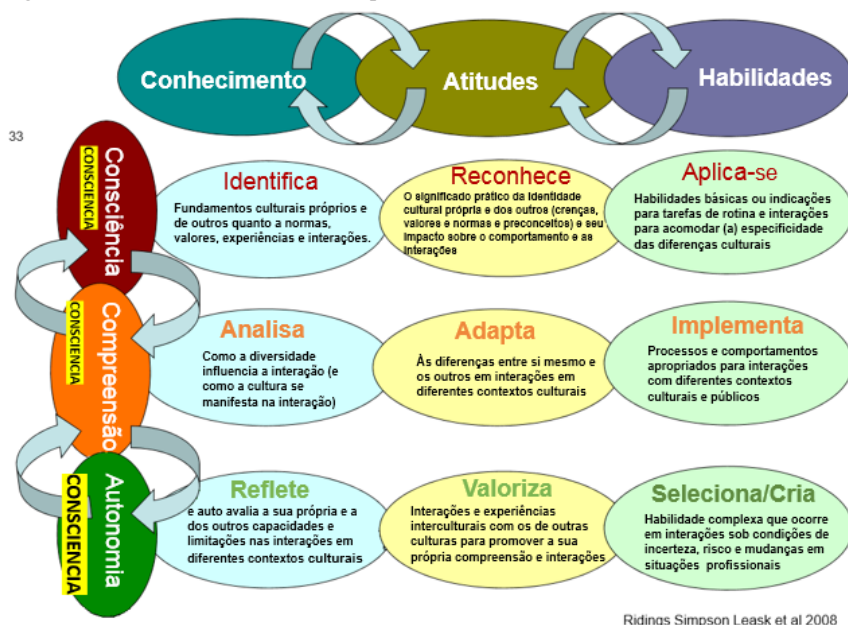 Conhecimento
Atitudes
Habilidades
33
Consciência
CONSCIENCIA
Identifica
Fundamentos culturais próprios e
de outros quanto a normas,
valores, experiências e interações.
Reconhece
O significado prático da identidade
cultural própria e dos outros (crenças,
valores e normas e preconceitos) e seu
impacto sobre o comportamento e as
interações
Aplica-se
Habilidades básicas ou indicações
para tarefas de rotina e interações
para acomodar (a) especificidade
das diferenças culturais
Compreensão
CONSCIENCIA
Analisa
Como a diversidade
influencia a interação (e
como a cultura se
manifesta na interação)
Adapta
Às diferenças entre si mesmo e
os outros em interações em
diferentes contextos culturais
Implementa
Processos e comportamentos
apropriados para interações
com diferentes contextos
culturais e públicos
Autonomia
CONSCIENCIA
Reflete
e auto avalia a sua própria e a
dos outros capacidades e
limitações nas interações em
diferentes contextos culturais
Valoriza
Interações e experiências
interculturais com os de outras
culturas para promover a sua
própria compreensão e interações
Seleciona/Cria
Habilidade complexa que ocorre
em interações sob condições de
incerteza, risco e mudanças em
situações profissionais
Ridings Simpson Leask et al 2008